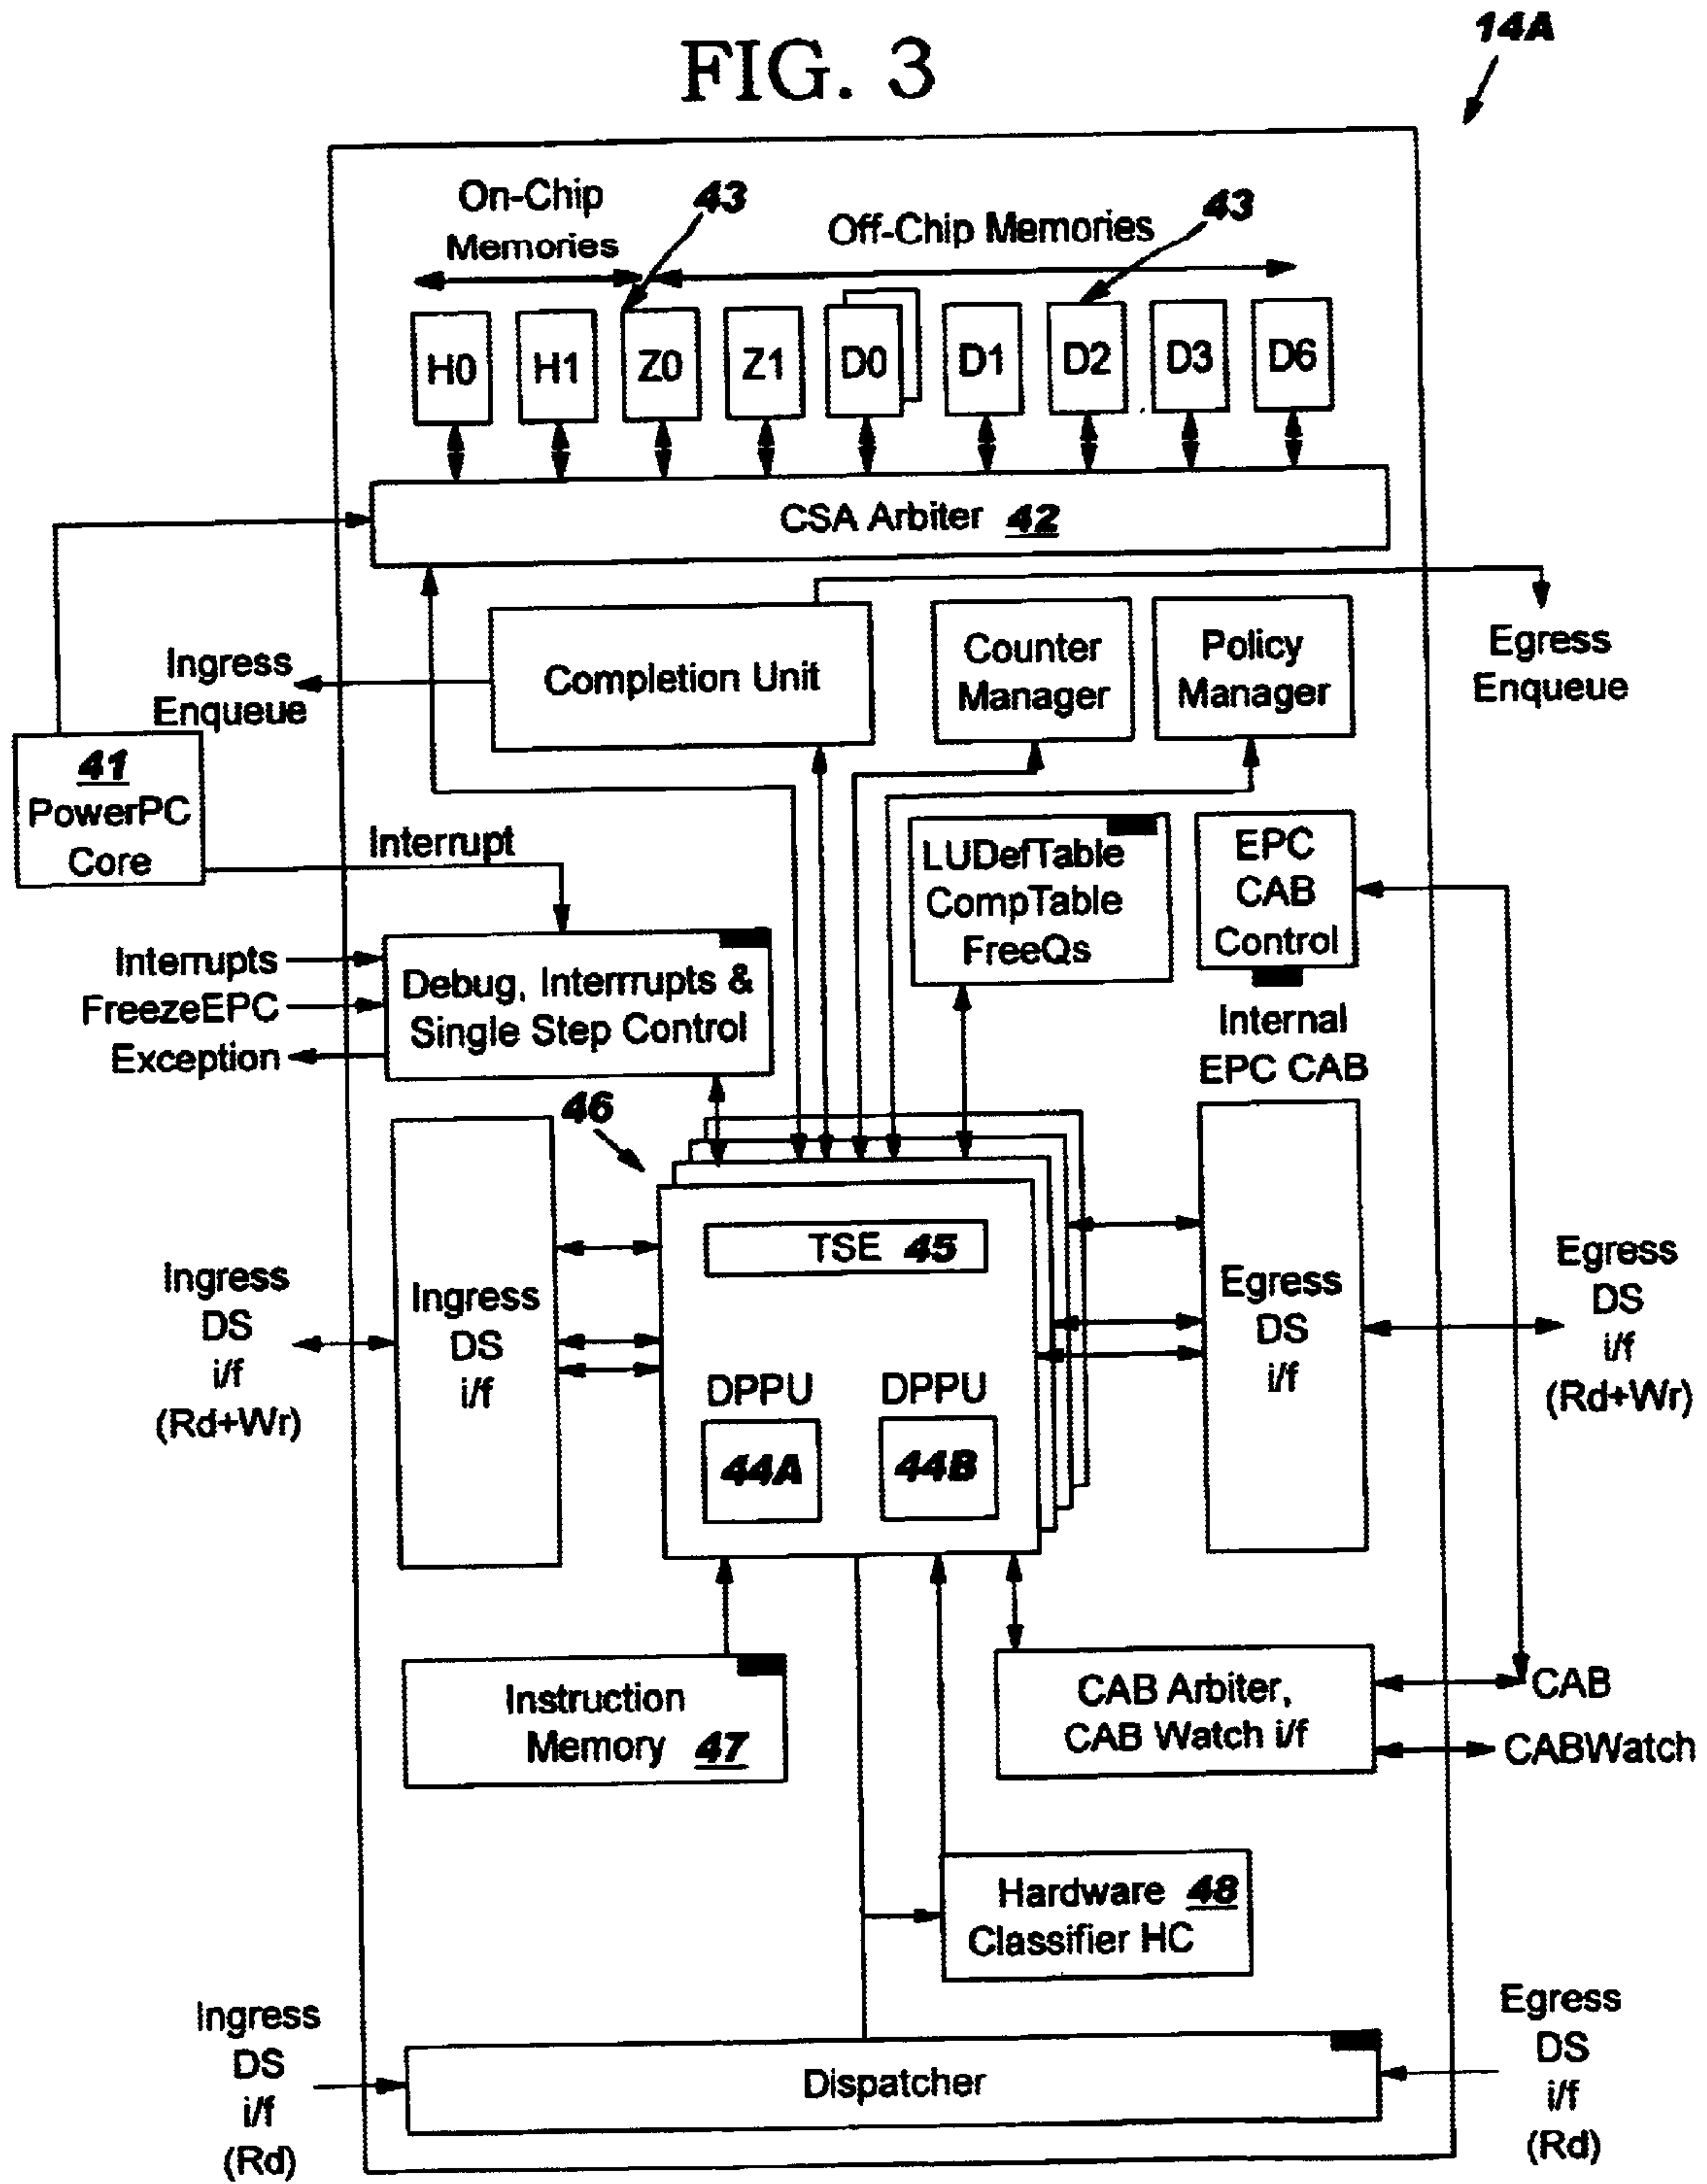 FIG. 3
14A
On-Chip
Memories
43
Off-Chip Memories
43
H0
H1
Z0
Z1
D0
D1
D2
D3
D6
CSA Arbiter 42
Ingress
Enqueue
Completion Unit
Counter
Manager
Policy
Manager
Egress
Enqueue
41
PowerPC
Core
Interrupt
LUDefTable
CompTable
FreeQs
EPC
CAB
Control
Internal
EPC CAB
Interrupts
FreezeEPC
Exception
Debug, Interrrupts &
Single Step Control
46
Ingress
DS
i/f
(Rd+Wr)
Ingress
DS
i/f
TSE 45
DPPU
44A
DPPU
44B
Egress
DS
i/f
Egress
DS
i/f
(Rd+Wr)
Instruction
Memory 47
CAB Arbiter,
CAB Watch i/f
CAB
CABWatch
Hardware 48
Classifier HC
Ingress
DS
i/f
(Rd)
Dispatcher
Egress
DS
i/f
(Rd)